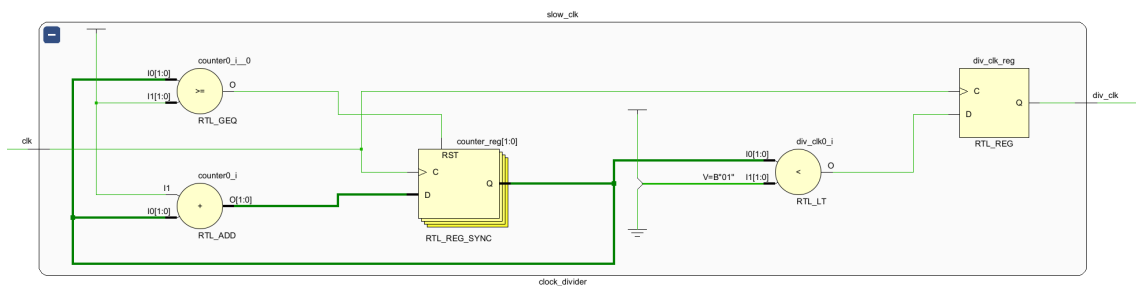 slow_clk
counter0_i__0
I0[1:0]
>=
O
I1[1:0]
RTL_GEQ
clk
counter0_i
I1
+
O[1:0]
I0[1:0]
RTL_ADD
counter_reg[1:0]
RST
C
Q
D
RTL_REG_SYNC
V=B"01"
div_clk0_i
I0[1:0]
<
O
I1[1:0]
RTL_LT
div_clk_reg
C
Q
D
RTL_REG
div_clk
clock_divider